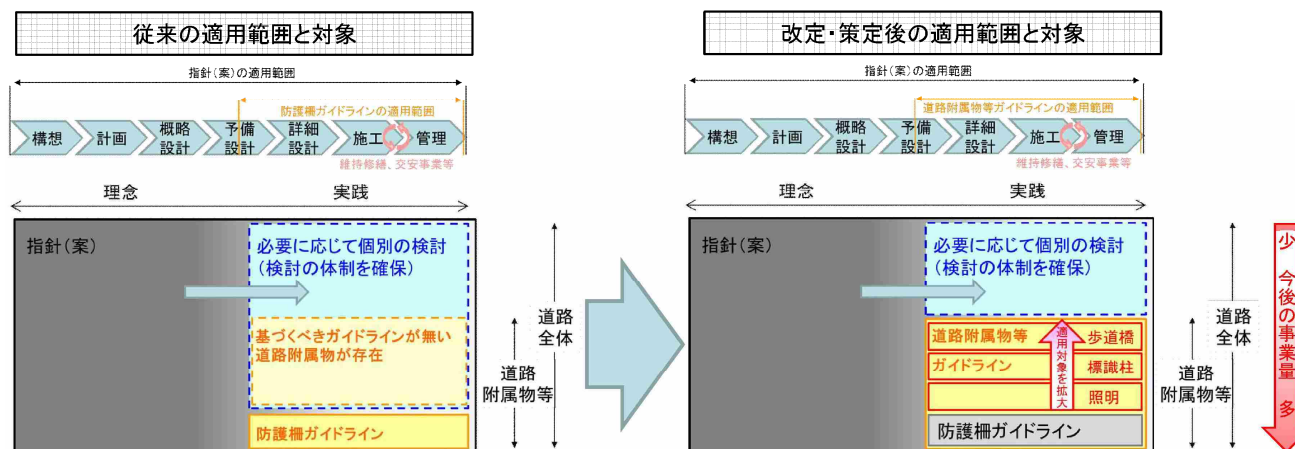 従来の適用範囲と対象
指針(案)の適用範囲
防護柵ガイドラインの適用範囲
構想
計画
概略
設計
予備
設計
詳細
設計
施工
管理
維持修繕、交安事業等
理念
実践
指針(案)
必要に応じて個別の検討
(検討の体制を確保)
基づくべきガイドラインが無い
道路附属物が存在
防護柵ガイドライン
道路
全体
道路
附属物等
改定・策定後の適用範囲と対象
指針(案)の適用範囲
道路附属物等ガイドラインの適用範囲
構想
計画
概略
設計
予備
設計
詳細
設計
施工
管理
維持修繕、交安事業等
理念
実践
指針(案)
必要に応じて個別の検討
(検討の体制を確保)
道路附属物等
ガイドライン
適用対象を拡大
歩道橋
標識柱
照明
防護柵ガイドライン
道路
全体
道路
附属物等
少 今後の事業量 多